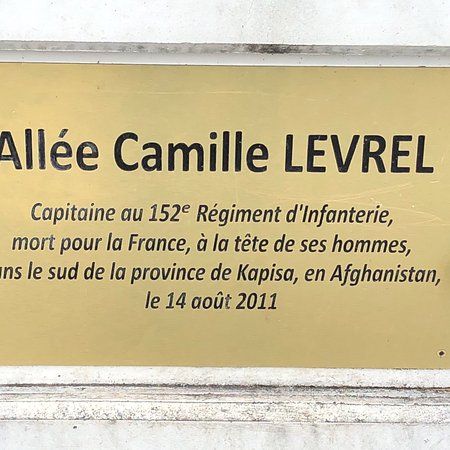 Allée Camille LEVREL
Capitaine au 152e Régiment d'Infanterie,
mort pour la France, à la tête de ses hommes,
ans le sud de la province de Kapisa, en Afghanistan,
le 14 août 2011